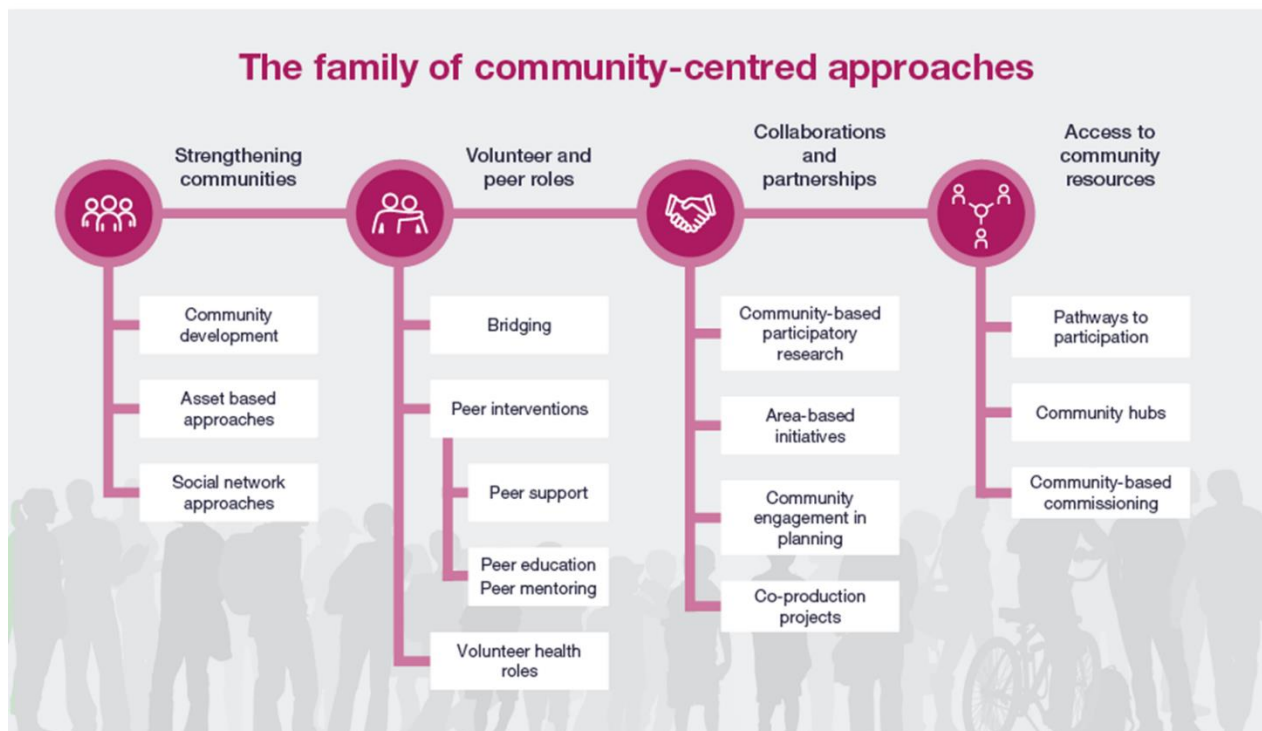 The family of community-centred approaches
Strengthening
communities
Community
development
Asset based
approaches
Social network
approaches
Volunteer and
peer roles
Bridging
Peer interventions
Peer support
Peer education
Peer mentoring
Volunteer health
roles
Collaborations
and
partnerships
Community-based
participatory
research
Area-based
initiatives
Community
engagement in
planning
Co-production
projects
Access to
community
resources
Pathways to
participation
Community hubs
Community-based
commissioning